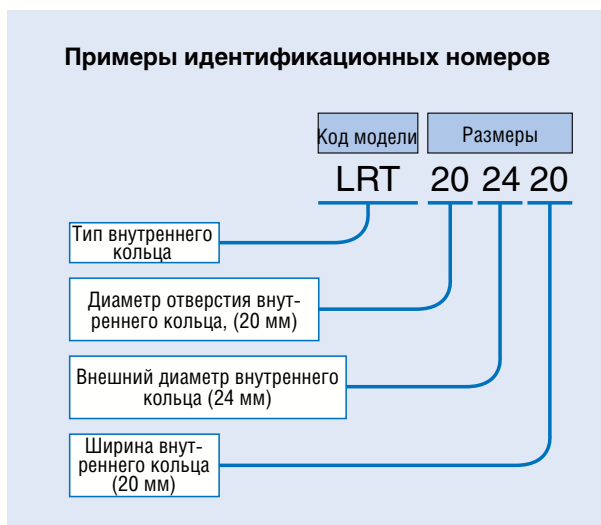 Примеры идентификационных номеров
Код модели
Размеры
LRT 20 24 20
Тип внутреннего
кольца
Диаметр отверстия внут-
реннего кольца, (20 мм)
Внешний диаметр внутреннего
кольца (24 мм)
Ширина внут-
реннего кольца
(20 мм)